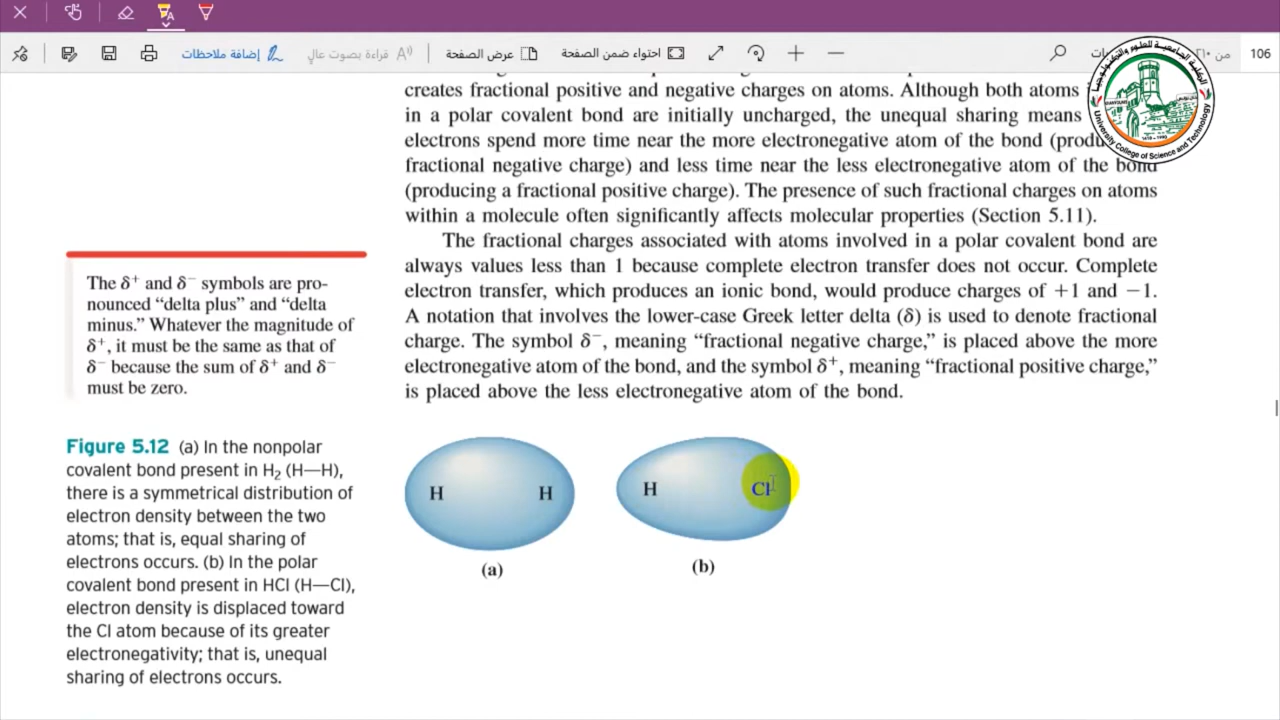 106
من
عرض الصفحة
احتواء ضمن الصفحة
قراءة بصوت عالٍ
إضافة ملاحظات
University College of Science and Technology
creates fractional positive and negative charges on atoms. Although both atoms
in a polar covalent bond are initially uncharged, the unequal sharing means
electrons spend more time near the more electronegative atom of the bond
fractional negative charge) and less time near the less electronegative atom of the bond
(producing a fractional positive charge). The presence of such fractional charges on atoms
within a molecule often significantly affects molecular properties (Section 5.11).
The fractional charges associated with atoms involved in a polar covalent bond are
always values less than 1 because complete electron transfer does not occur. Complete
electron transfer, which produces an ionic bond, would produce charges of +1 and −1.
A notation that involves the lower-case Greek letter delta (δ) is used to denote fractional
charge. The symbol δ⁻, meaning “fractional negative charge,” is placed above the more
electronegative atom of the bond, and the symbol δ⁺, meaning “fractional positive charge,”
is placed above the less electronegative atom of the bond.
The δ⁺ and δ⁻ symbols are pro-
nounced “delta plus” and “delta
minus.” Whatever the magnitude of
δ⁺, it must be the same as that of
δ⁻ because the sum of δ⁺ and δ⁻
must be zero.
Figure 5.12 (a) In the nonpolar
covalent bond present in H₂ (H—H),
there is a symmetrical distribution of
electron density between the two
atoms; that is, equal sharing of
electrons occurs. (b) In the polar
covalent bond present in HCl (H—Cl),
electron density is displaced toward
the Cl atom because of its greater
electronegativity; that is, unequal
sharing of electrons occurs.
H H
H Cl
(a)
(b)